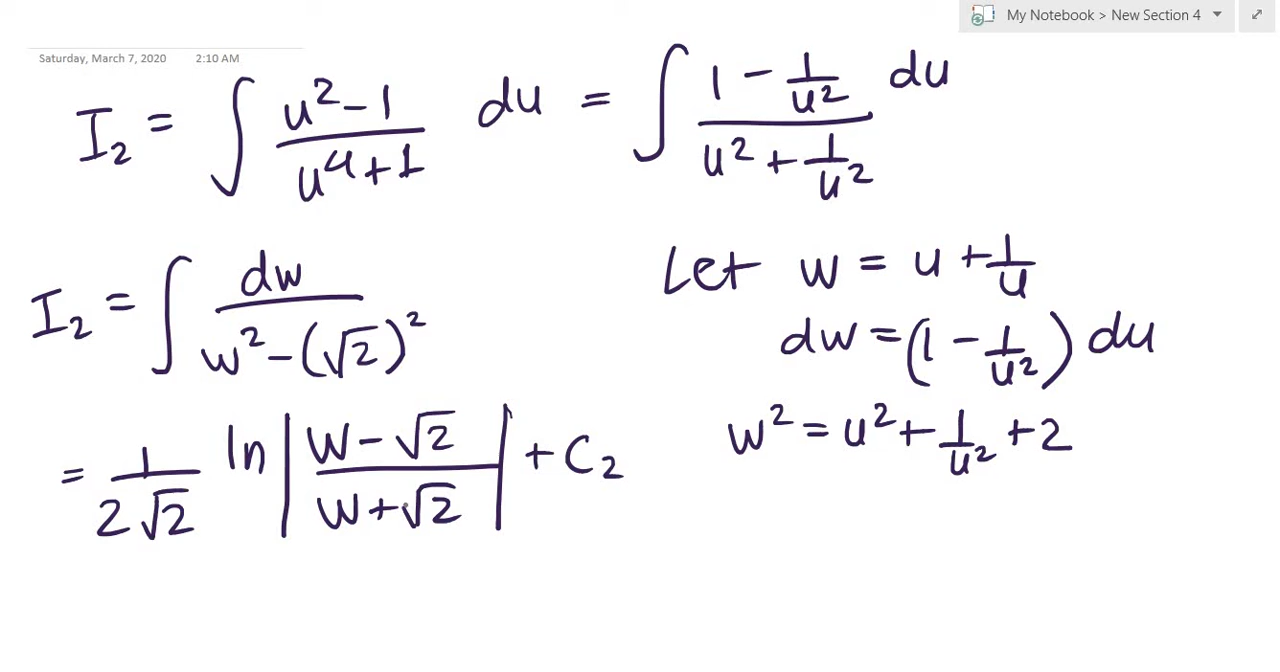 My Notebook > New Section 4
Saturday, March 7, 2020 2:10 AM
I₂ = ∫ (u² - 1)/(u⁴ + 1) du = ∫ (1 - 1/u²)/(u² + 1/u²) du
Let w = u + 1/u
I₂ = ∫ dw/(w² - (√2)²)
dw = (1 - 1/u²) du
w² = u² + 1/u² + 2
= 1/(2√2) ln |(w - √2)/(w + √2)| + C₂